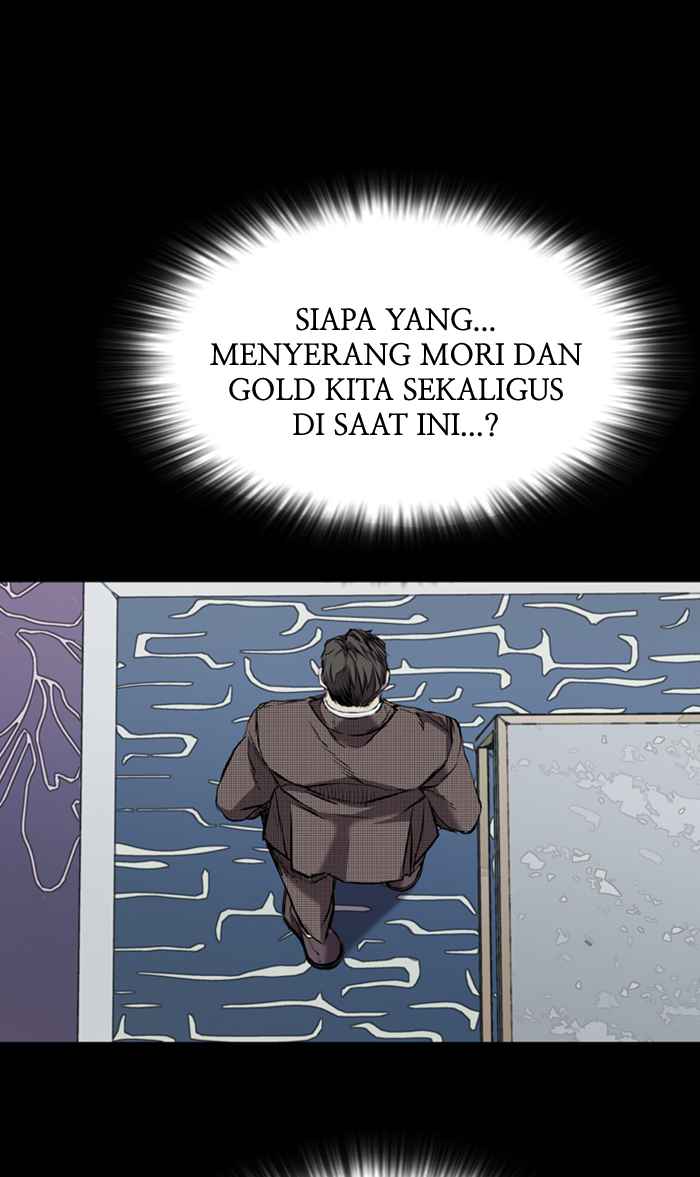 SIAPA YANG...
MENYERANG MORI DAN
GOLD KITA SEKALIGUS
DI SAAT INI...?